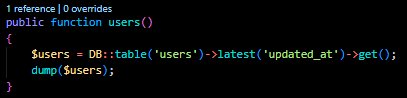 1 reference | 0 overrides
public function users()
{
    $users = DB::table('users')->latest('updated_at')->get();
    dump($users);
}